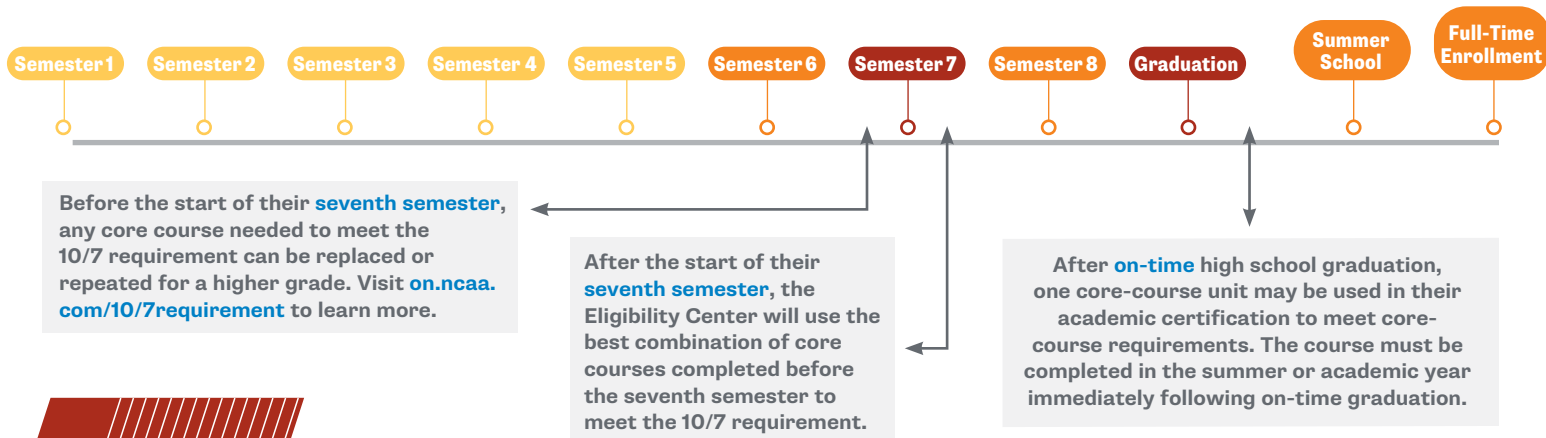 Semester 1
Semester 2
Semester 3
Semester 4
Semester 5
Semester 6
Semester 7
Semester 8
Graduation
Summer
School
Full-Time
Enrollment
Before the start of their seventh semester,
any core course needed to meet the
10/7 requirement can be replaced or
repeated for a higher grade. Visit on.ncaa.
com/10/7requirement to learn more.
After the start of their
seventh semester, the
Eligibility Center will use the
best combination of core
courses completed before
the seventh semester to
meet the 10/7 requirement.
After on-time high school graduation,
one core-course unit may be used in their
academic certification to meet core-
course requirements. The course must be
completed in the summer or academic year
immediately following on-time graduation.